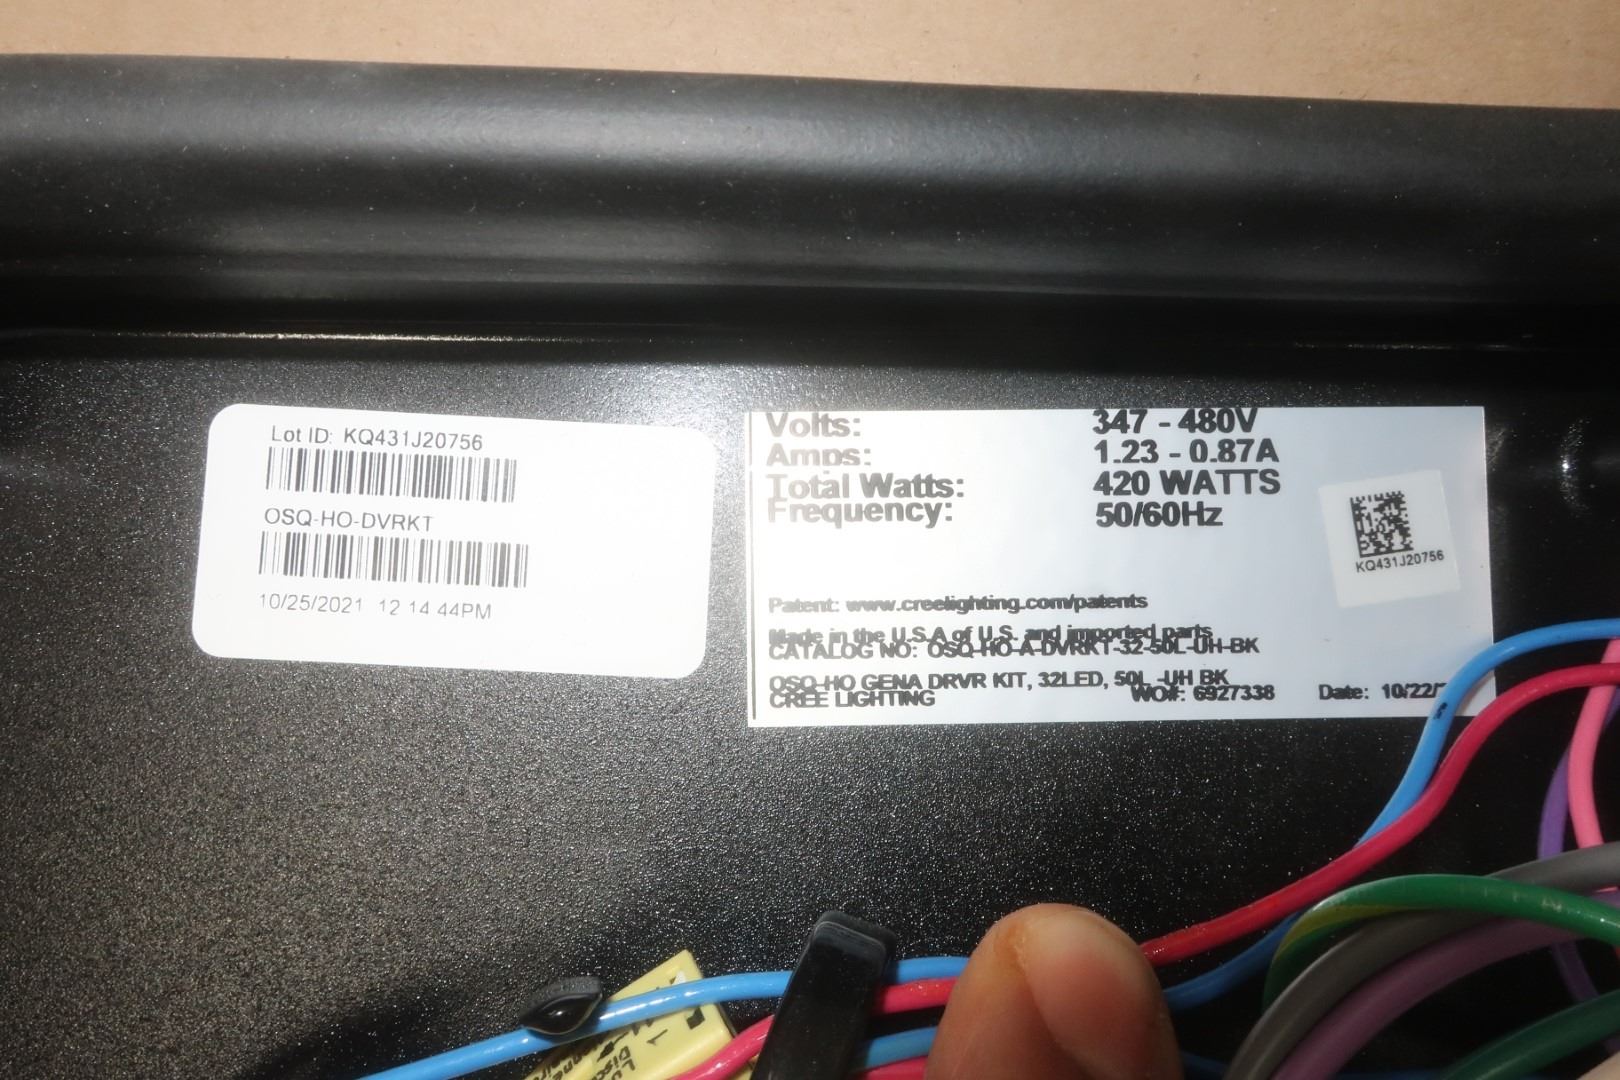 Lot ID: KQ431J20756
OSQ-HO-DVRKT
10/25/2021 12 14 44PM
Volts: 347 - 480V
Amps: 1.23 - 0.87A
Total Watts: 420 WATTS
Frequency: 50/60Hz
KQ431J20756
Patent: www.creelighting.com/patents
Made in the U.S.A of U.S. and imported parts
CATALOG NO: OSQ-HO-A-DVRKT-32-50L-UH-BK
OSQ-HO GENA DRVR KIT, 32LED, 50L -UH BK
CREE LIGHTING WO#: 6927338 Date: 10/22/